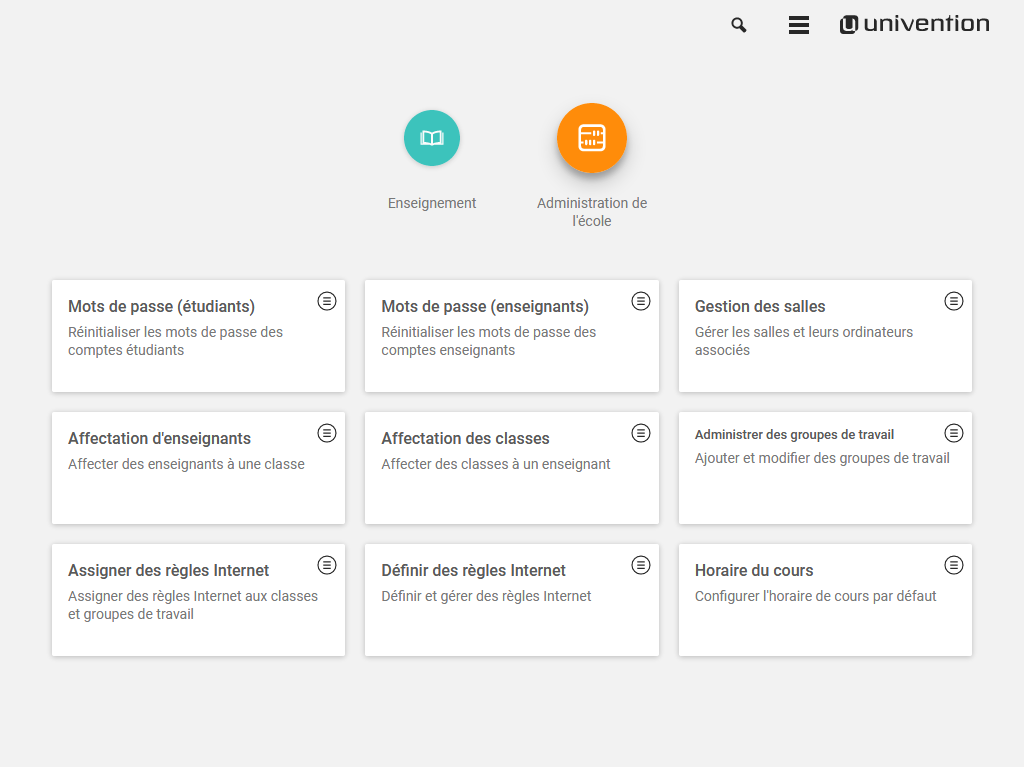 univention
Enseignement
Administration de
l'école
Mots de passe (étudiants)
Réinitialiser les mots de passe des
comptes étudiants
Mots de passe (enseignants)
Réinitialiser les mots de passe des
comptes enseignants
Gestion des salles
Gérer les salles et leurs ordinateurs
associés
Affectation d'enseignants
Affecter des enseignants à une classe
Affectation des classes
Affecter des classes à un enseignant
Administrer des groupes de travail
Ajouter et modifier des groupes de travail
Assigner des règles Internet
Assigner des règles Internet aux classes
et groupes de travail
Définir des règles Internet
Définir et gérer des règles Internet
Horaire du cours
Configurer l'horaire de cours par défaut